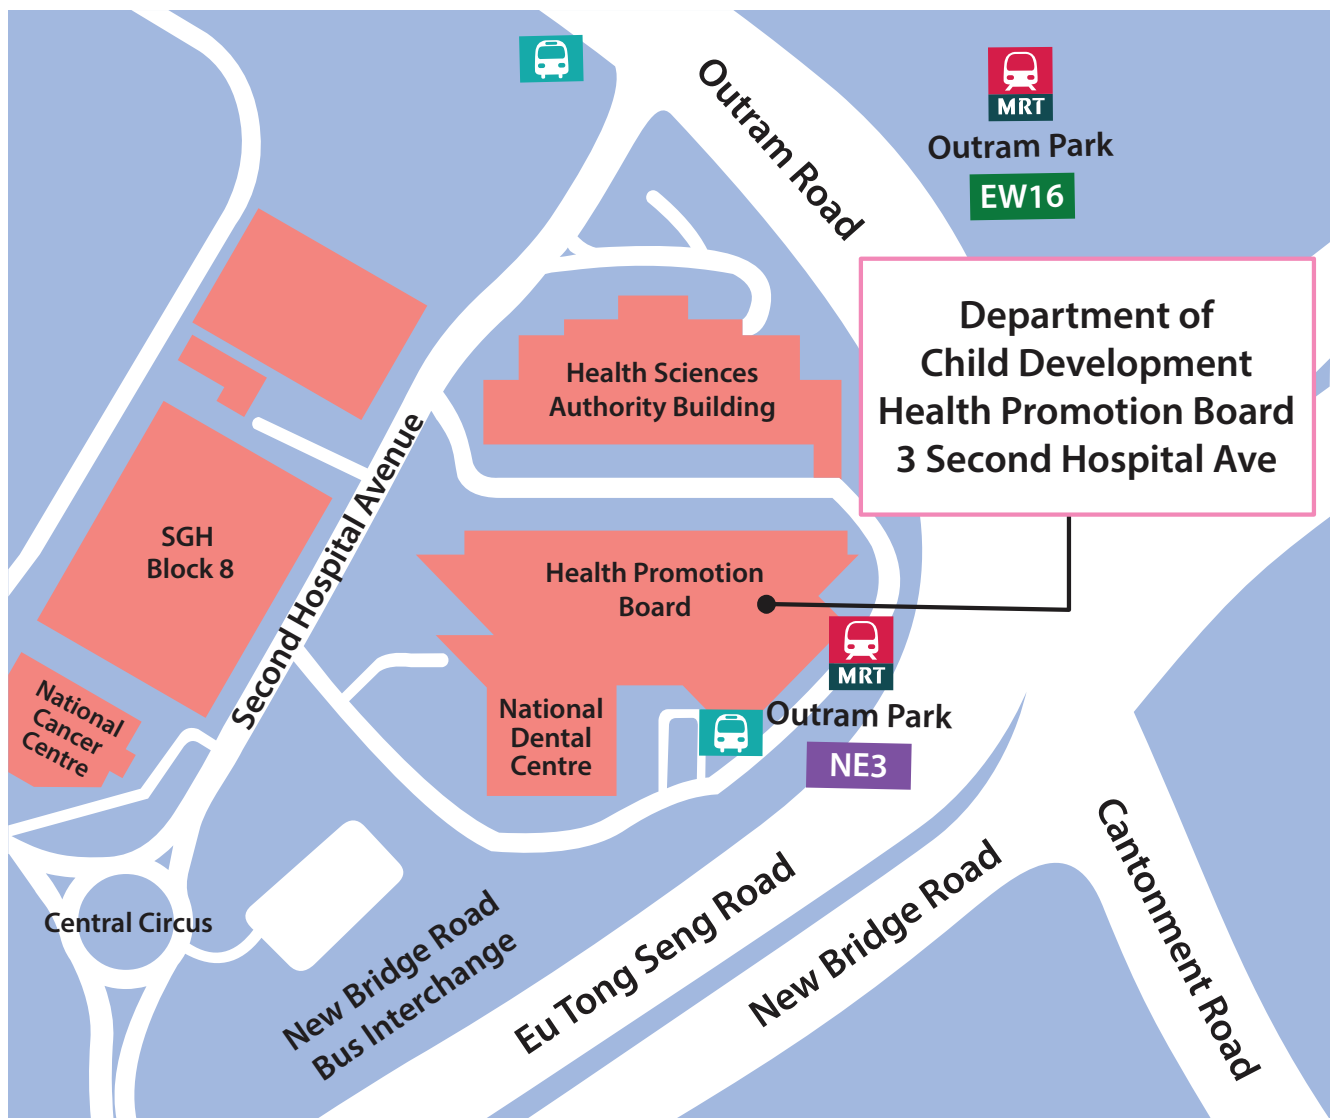 Outram Road
MRT
Outram Park
EW16
Department of
Child Development
Health Promotion Board
3 Second Hospital Ave
Health Sciences
Authority Building
Second Hospital Avenue
SGH
Block 8
Health Promotion
Board
MRT
Outram Park
NE3
National
Cancer
Centre
National
Dental
Centre
Central Circus
New Bridge Road
Bus Interchange
Eu Tong Seng Road
New Bridge Road
Cantonment Road